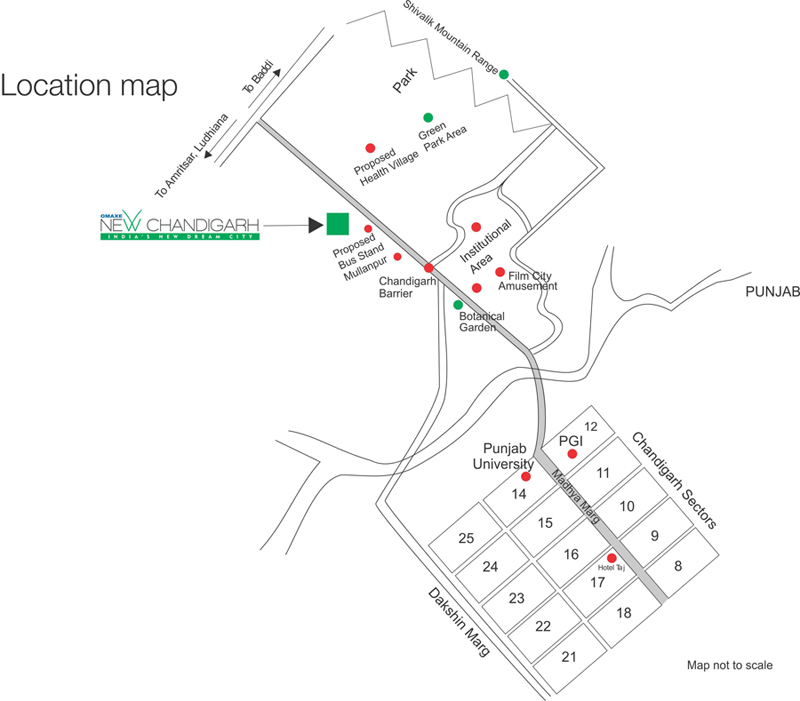 Location map
Shivalik Mountain Range
To Baddi
Park
To Amritsar, Ludhiana
Green
Park Area
Proposed
Health Village
OMAXE
NEW CHANDIGARH
INDIA'S NEW DREAM CITY
Proposed
Bus Stand
Mullanpur
Institutional
Area
Chandigarh
Barrier
Film City
Amusement
PUNJAB
Botanical
Garden
12
Chandigarh Sectors
PGI
Punjab
University
11
Madhya Marg
14
10
15
9
25
16
8
24
Hotel Taj
17
23
18
Dakshin Marg
22
21
Map not to scale